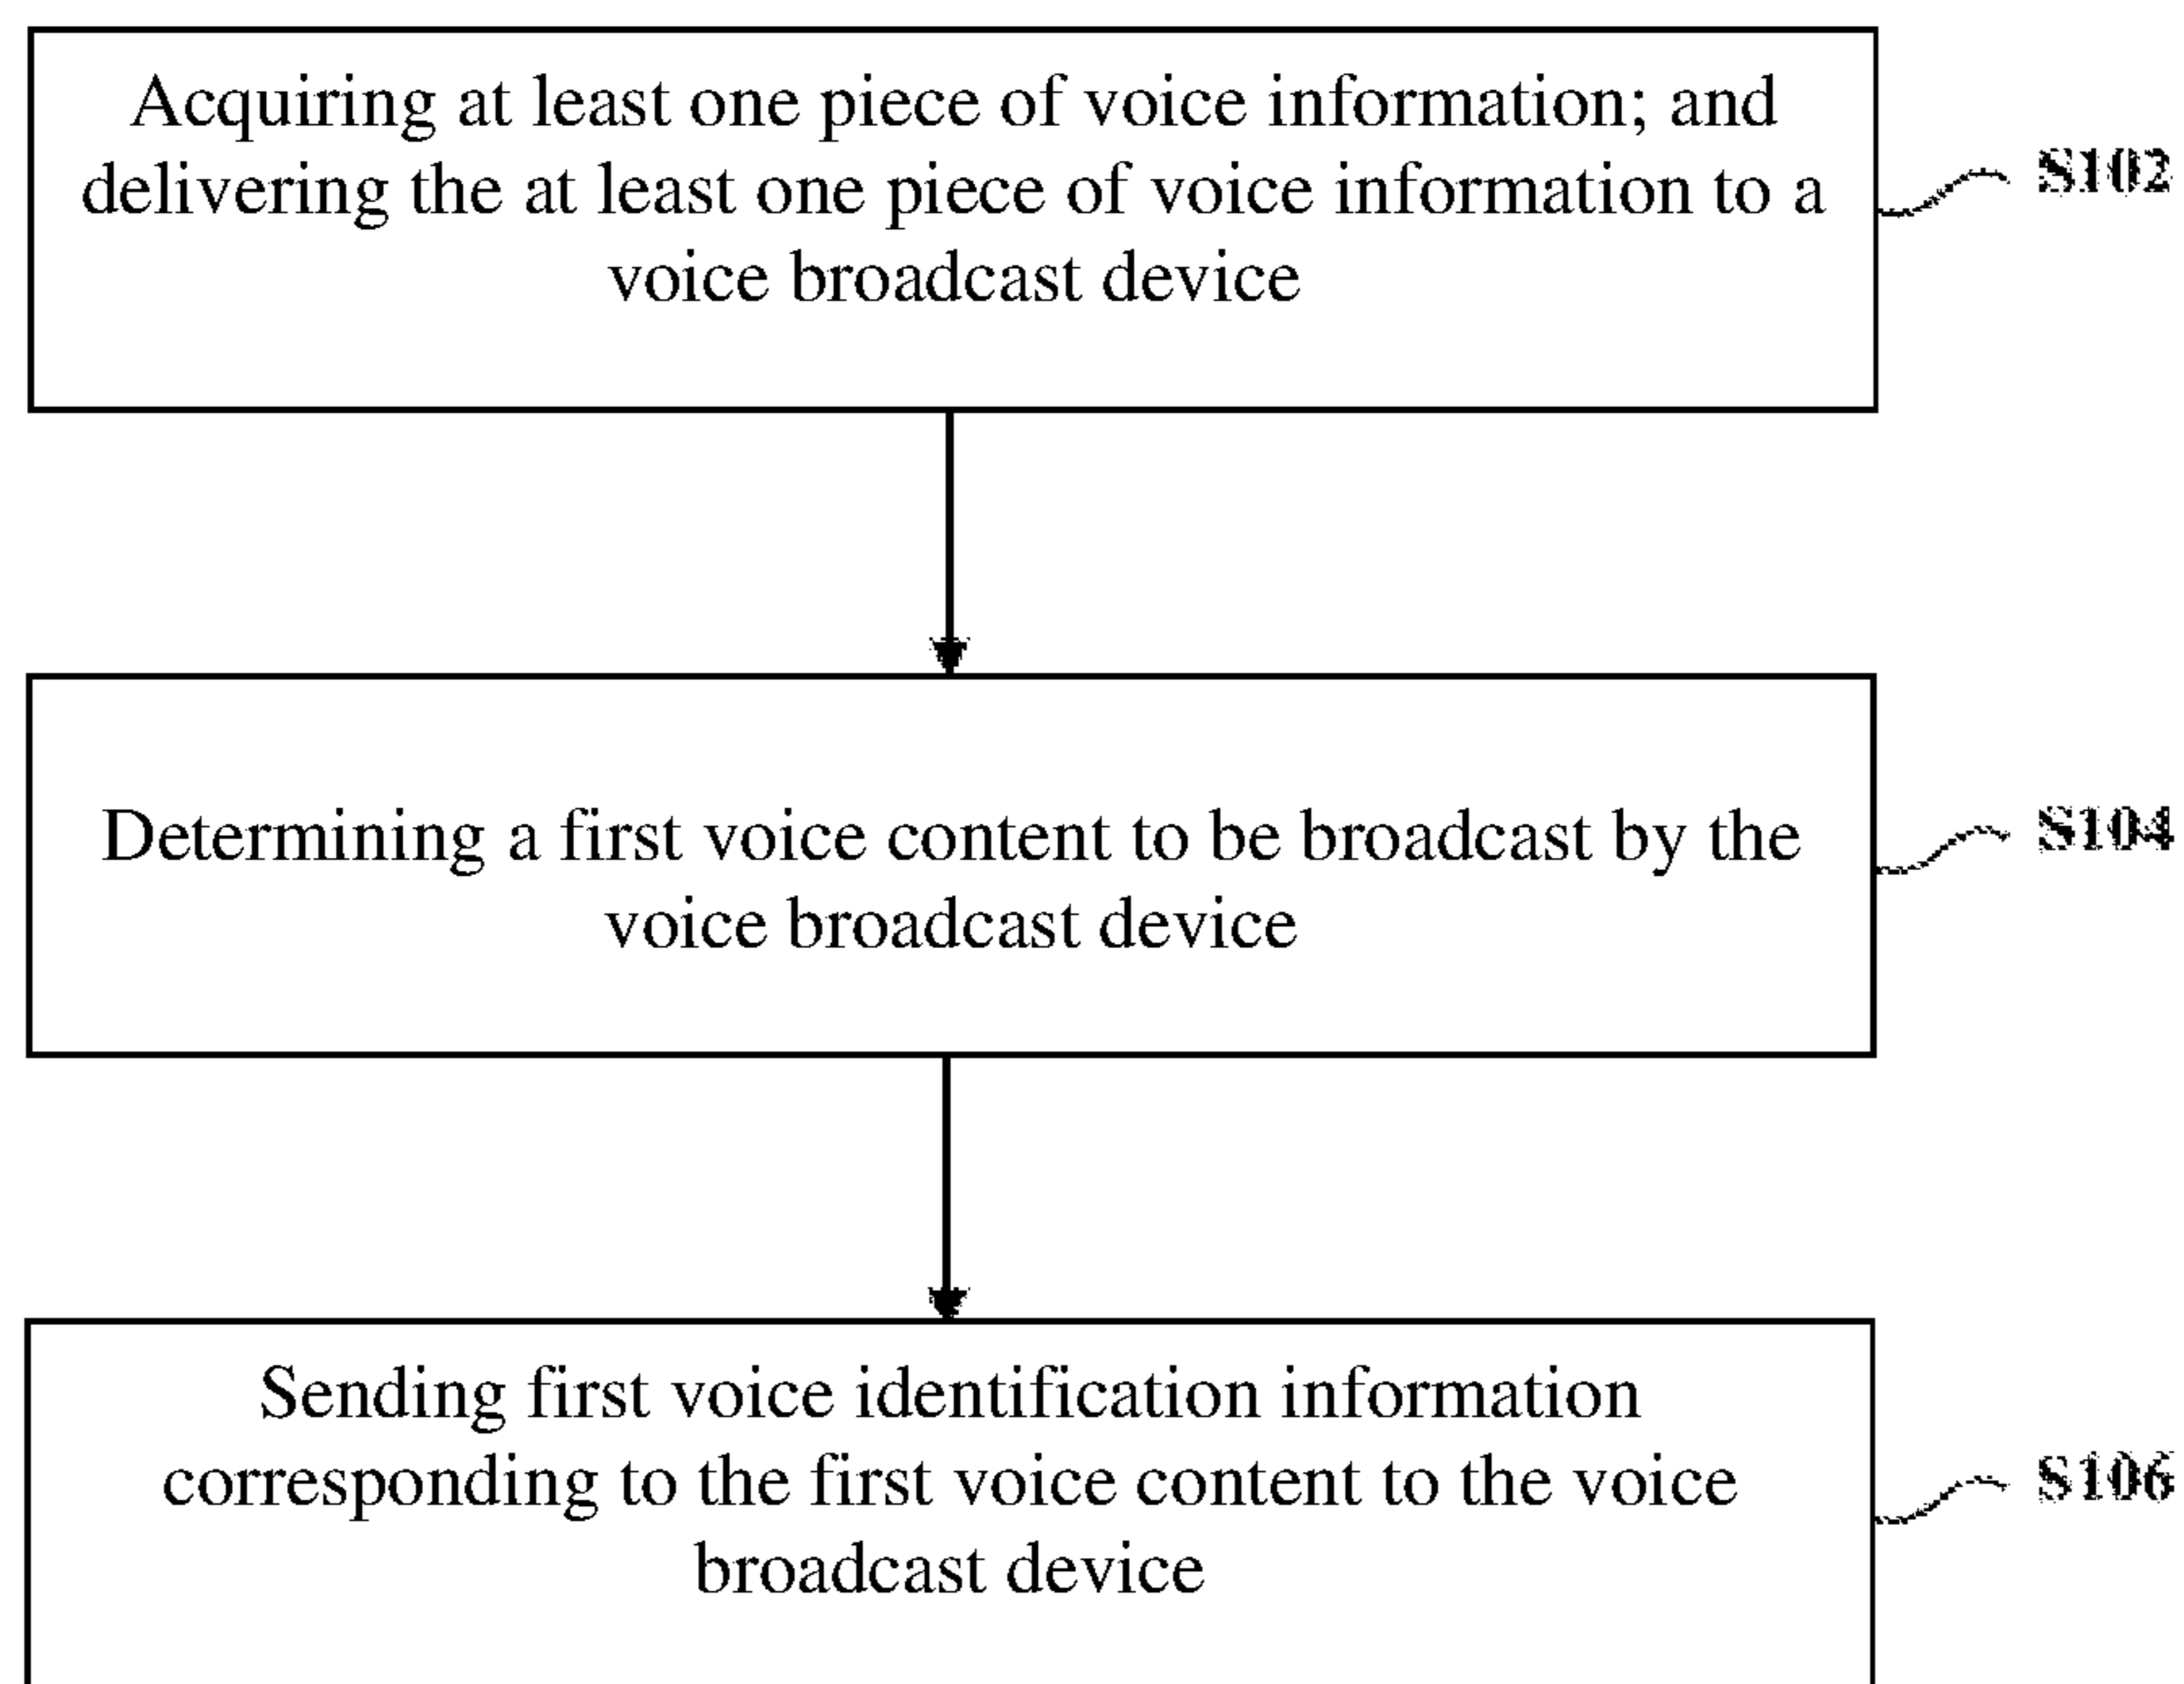 Acquiring at least one piece of voice information; and
delivering the at least one piece of voice information to a
voice broadcast device
S102
Determining a first voice content to be broadcast by the
voice broadcast device
S104
Sending first voice identification information
corresponding to the first voice content to the voice
broadcast device
S106